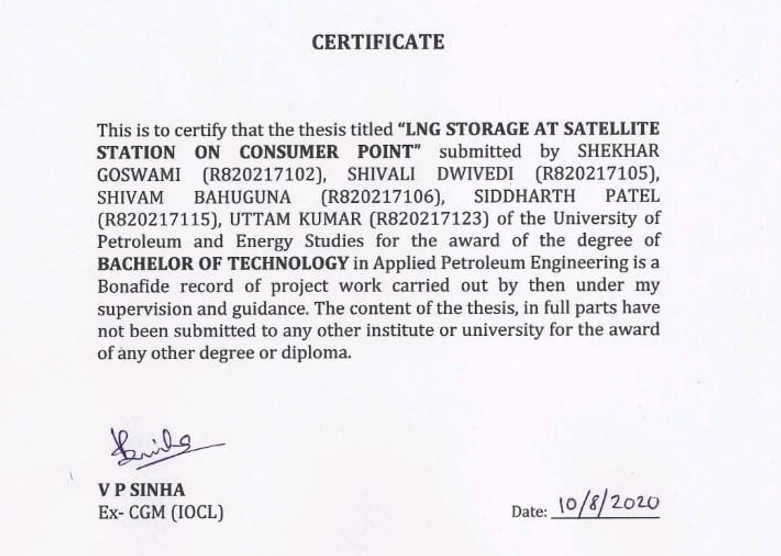 CERTIFICATE
This is to certify that the thesis titled "LNG STORAGE AT SATELLITE
STATION ON CONSUMER POINT" submitted by SHEKHAR
GOSWAMI (R820217102), SHIVALI DWIVEDI (R820217105),
SHIVAM BAHUGUNA (R820217106), SIDDHARTH PATEL
(R820217115), UTTAM KUMAR (R820217123) of the University of
Petroleum and Energy Studies for the award of the degree of
BACHELOR OF TECHNOLOGY in Applied Petroleum Engineering is a
Bonafide record of project work carried out by then under my
supervision and guidance. The content of the thesis, in full parts have
not been submitted to any other institute or university for the award
of any other degree or diploma.
V P SINHA
Ex- CGM (IOCL)
Date: 10/8/2020